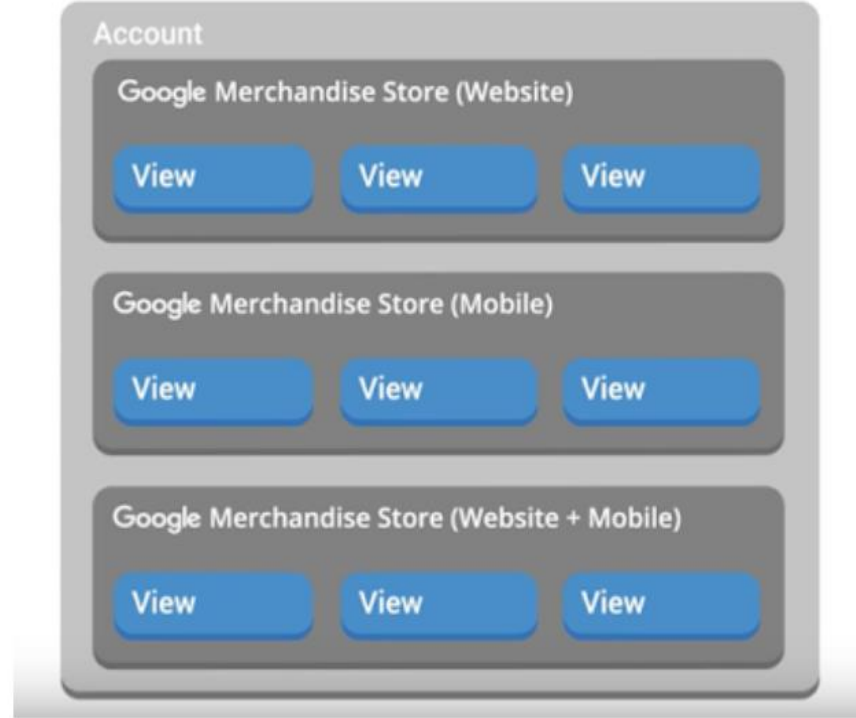 Account
Google Merchandise Store (Website)
View View View
Google Merchandise Store (Mobile)
View View View
Google Merchandise Store (Website + Mobile)
View View View